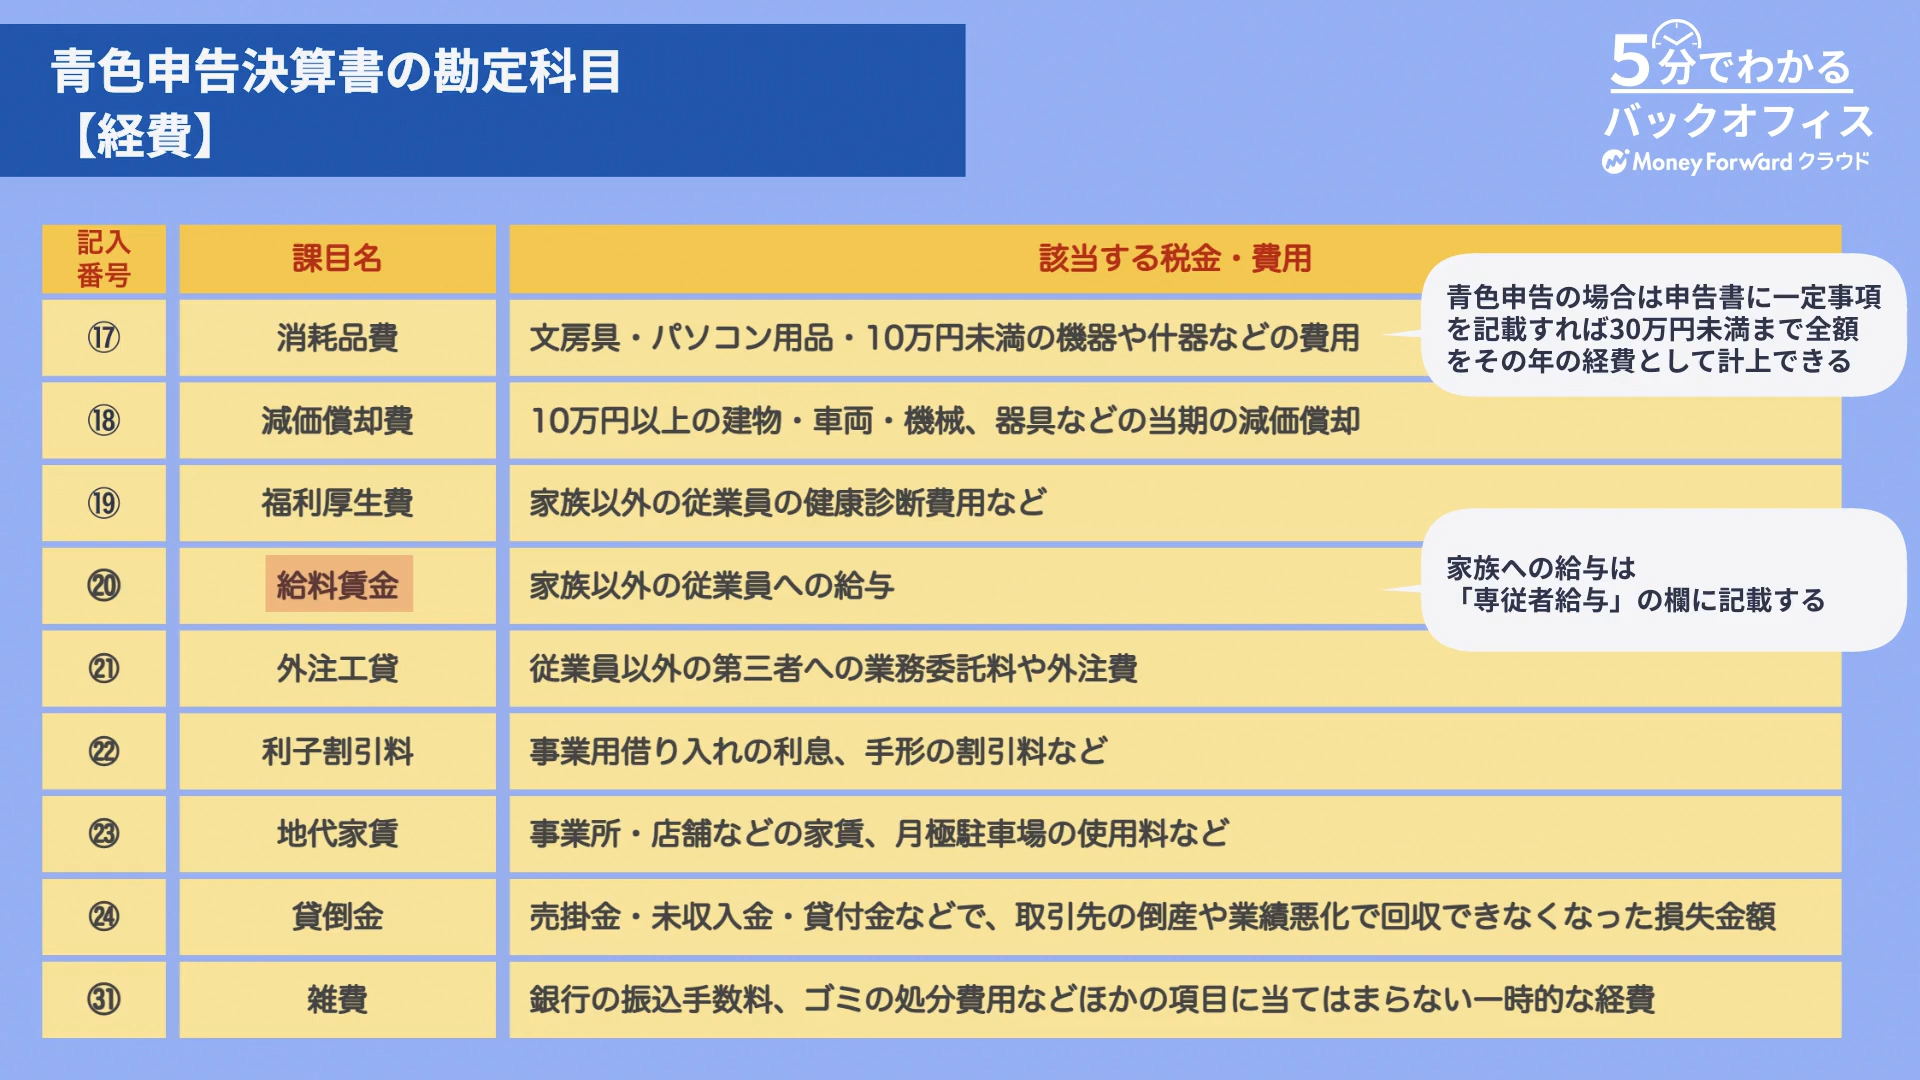 青色申告決算書の勘定科目
【経費】
5分でわかる
バックオフィス
Money Forward クラウド
記入
番号
課目名
該当する税金・費用
⑰
消耗品費
文房具・パソコン用品・10万円未満の機器や什器などの費用
青色申告の場合は申告書に一定事項
を記載すれば30万円未満まで全額
をその年の経費として計上できる
⑱
減価償却費
10万円以上の建物・車両・機械、器具などの当期の減価償却
⑲
福利厚生費
家族以外の従業員の健康診断費用など
⑳
給料賃金
家族以外の従業員への給与
家族への給与は
「専従者給与」の欄に記載する
㉑
外注工貸
従業員以外の第三者への業務委託料や外注費
㉒
利子割引料
事業用借り入れの利息、手形の割引料など
㉓
地代家賃
事業所・店舗などの家賃、月極駐車場の使用料など
㉔
貸倒金
売掛金・未収入金・貸付金などで、取引先の倒産や業績悪化で回収できなくなった損失金額
㉛
雑費
銀行の振込手数料、ゴミの処分費用などほかの項目に当てはまらない一時的な経費